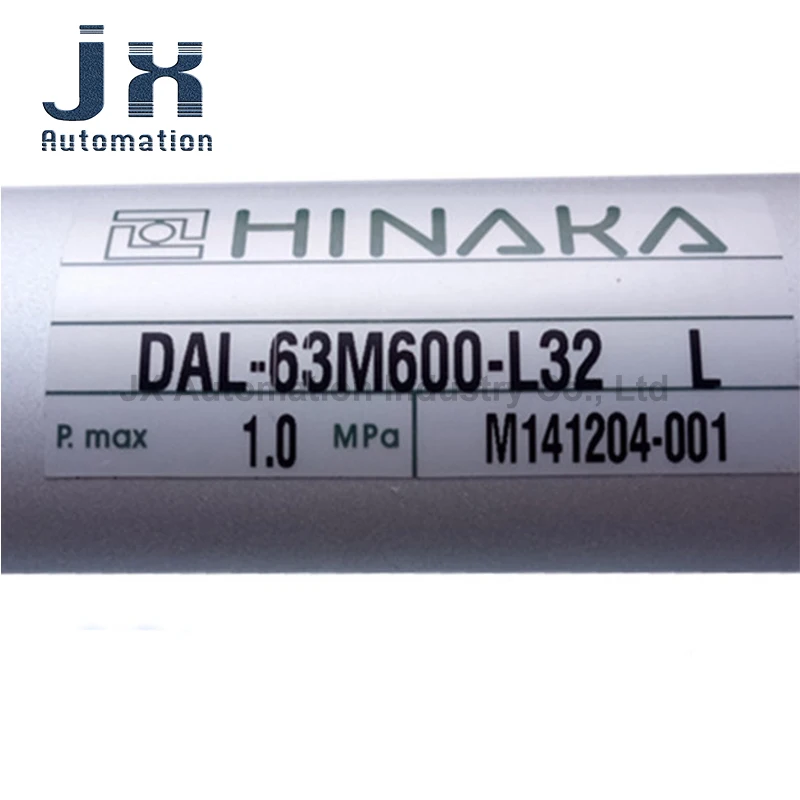 JX
Automation
HINAKA
DAL-63M600-L32 L
JX Automation Industry Co., Ltd
P. max 1.0 MPa M141204-001